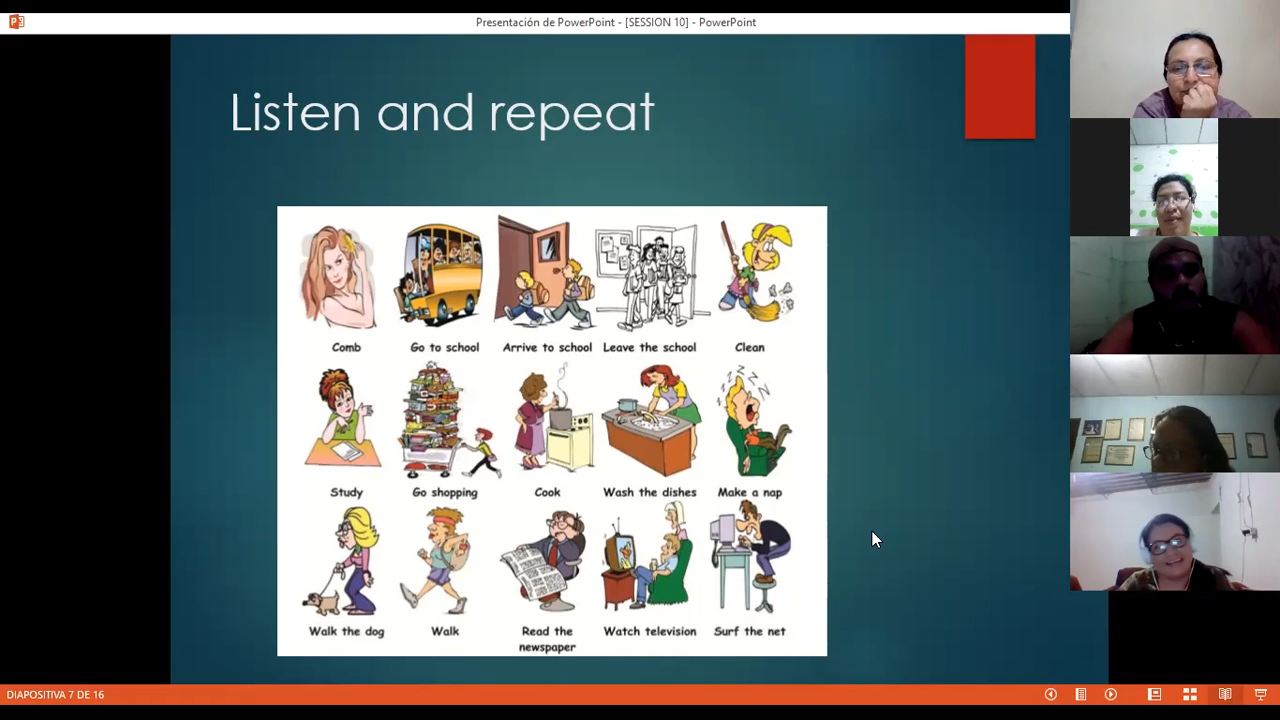 Presentación de PowerPoint - [SESSION 10] - PowerPoint
Listen and repeat
Comb
Go to school
Arrive to school
Leave the school
Clean
Study
Go shopping
Cook
Wash the dishes
Make a nap
Walk the dog
Walk
Read the
newspaper
Watch television
Surf the net
DIAPOSITIVA 7 DE 16